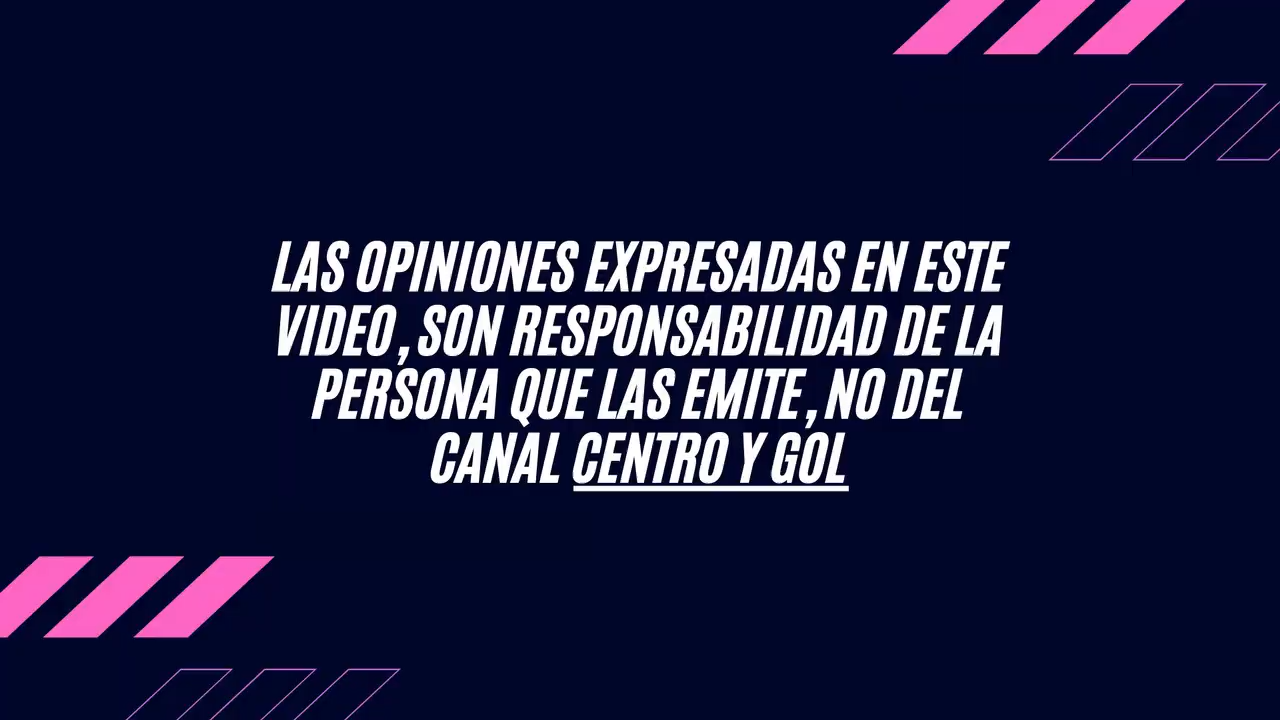 LAS OPINIONES EXPRESADAS EN ESTE
VIDEO, SON RESPONSABILIDAD DE LA
PERSONA QUE LAS EMITE, NO DEL
CANAL CENTRO Y GOL